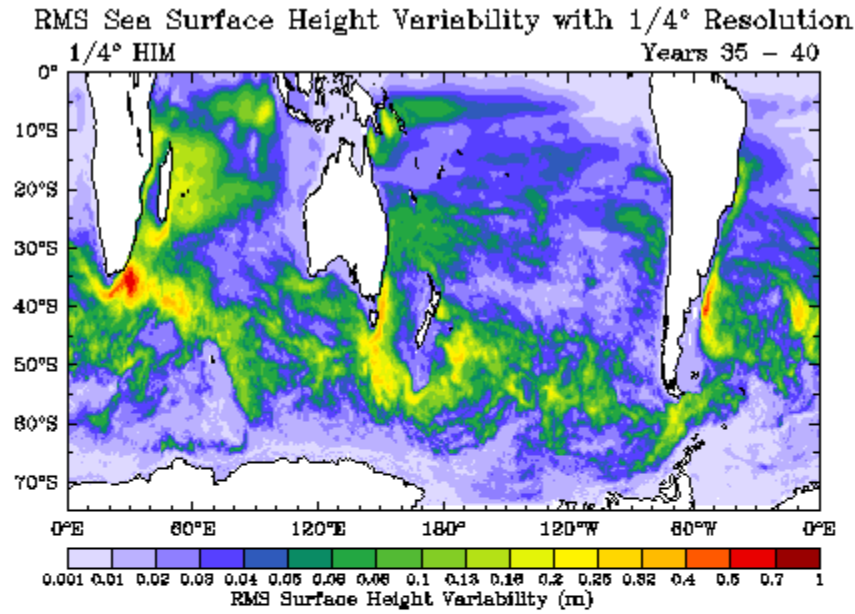 RMS Sea Surface Height Variability with 1/4° Resolution
1/4° HIM
Years 35 – 40
0°
10°S
20°S
30°S
40°S
50°S
60°S
70°S
0°E 60°E 120°E 180° 120°W 60°W 0°E
0.001 0.01 0.02 0.03 0.04 0.05 0.06 0.08 0.1 0.13 0.16 0.2 0.25 0.32 0.4 0.5 0.7 1
RMS Surface Height Variability (m)